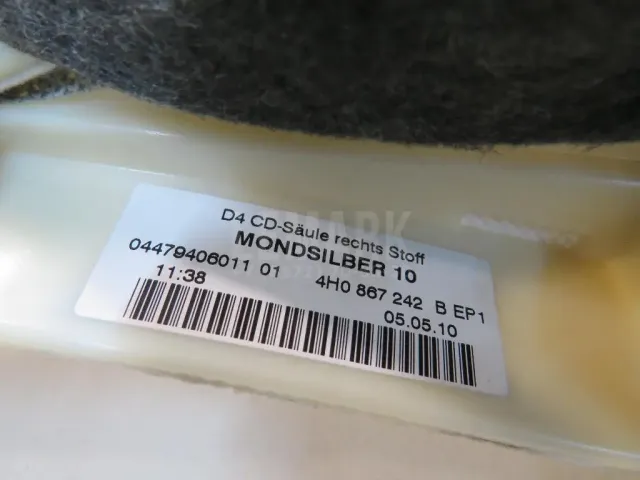 D4 CD-Säule rechts Stoff
MONDSILBER 10
04479406011 01 4H0 867 242 B EP1
11:38 05.05.10